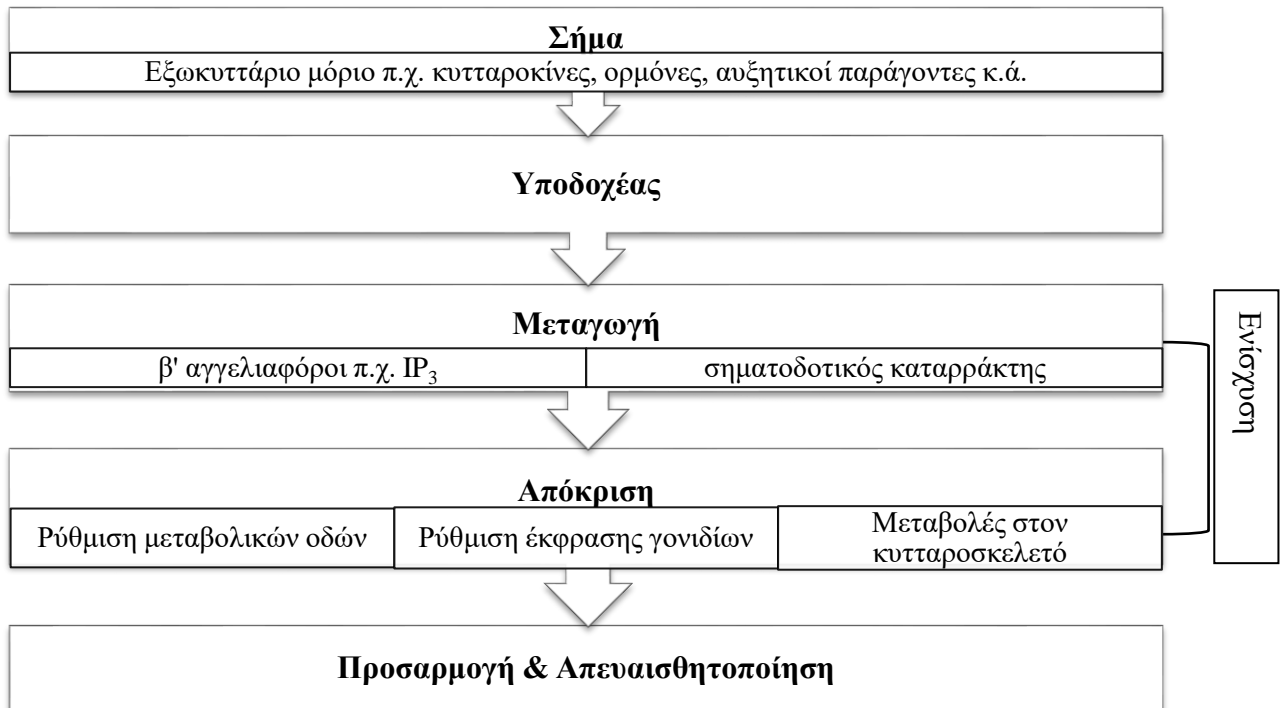 Σήμα
Εξωκυττάριο μόριο π.χ. κυτταροκίνες, ορμόνες, αυξητικοί παράγοντες κ.ά.
Υποδοχέας
Μεταγωγή
β' αγγελιαφόροι π.χ. IP₃
σηματοδοτικός καταρράκτης
Ενίσχυση
Απόκριση
Ρύθμιση μεταβολικών οδών
Ρύθμιση έκφρασης γονιδίων
Μεταβολές στον
κυτταροσκελετό
Προσαρμογή & Απευαισθητοποίηση